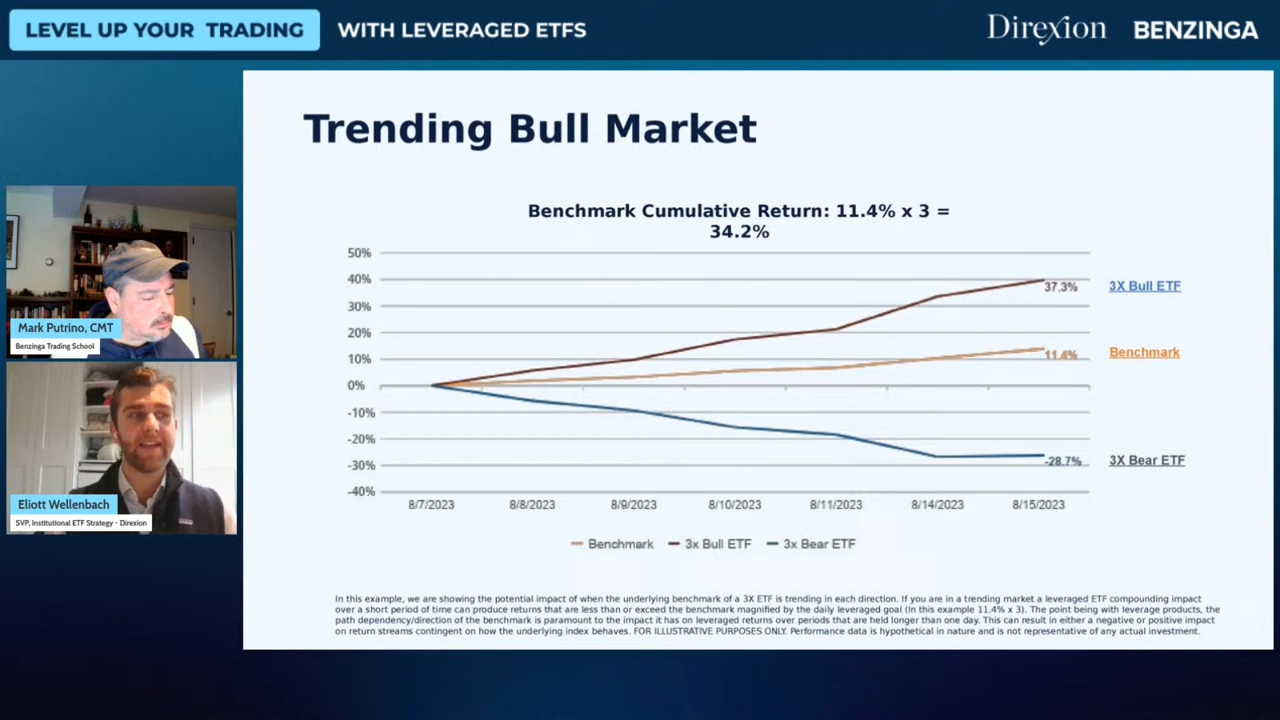 LEVEL UP YOUR TRADING WITH LEVERAGED ETFS
Direxion BENZINGA
Trending Bull Market
Benchmark Cumulative Return: 11.4% x 3 =
34.2%
50%
40%
30%
20%
10%
0%
-10%
-20%
-30%
-40%
37.3%
11.4%
-28.7%
3X Bull ETF
Benchmark
3X Bear ETF
8/7/2023 8/8/2023 8/9/2023 8/10/2023 8/11/2023 8/14/2023 8/15/2023
Benchmark 3x Bull ETF 3x Bear ETF
In this example, we are showing the potential impact of when the underlying benchmark of a 3X ETF is trending in each direction. If you are in a trending market a leveraged ETF compounding impact
over a short period of time can produce returns that are less than or exceed the benchmark magnified by the daily leveraged goal (In this example 11.4% x 3). The point being with leverage products, the
path dependency/direction of the benchmark is paramount to the impact it has on leveraged returns over periods that are held longer than one day. This can result in either a negative or positive impact
on return streams contingent on how the underlying index behaves. FOR ILLUSTRATIVE PURPOSES ONLY. Performance data is hypothetical in nature and is not representative of any actual investment.
Mark Putrino, CMT
Benzinga Trading School
Eliott Wellenbach
SVP, Institutional ETF Strategy - Direxion